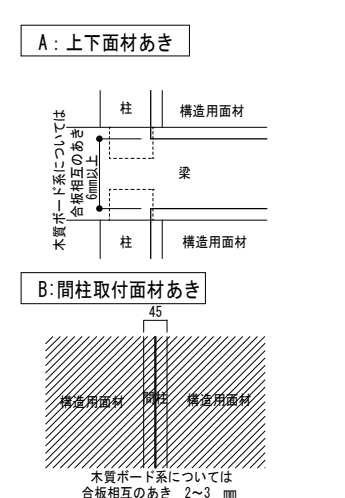 A：上下面材あき
柱
構造用面材
木質ボード系については
合板相互のあき
6mm以上
梁
柱
構造用面材
B:間柱取付面材あき
45
構造用面材
間柱
構造用面材
木質ボード系については
合板相互のあき 2～3 mm